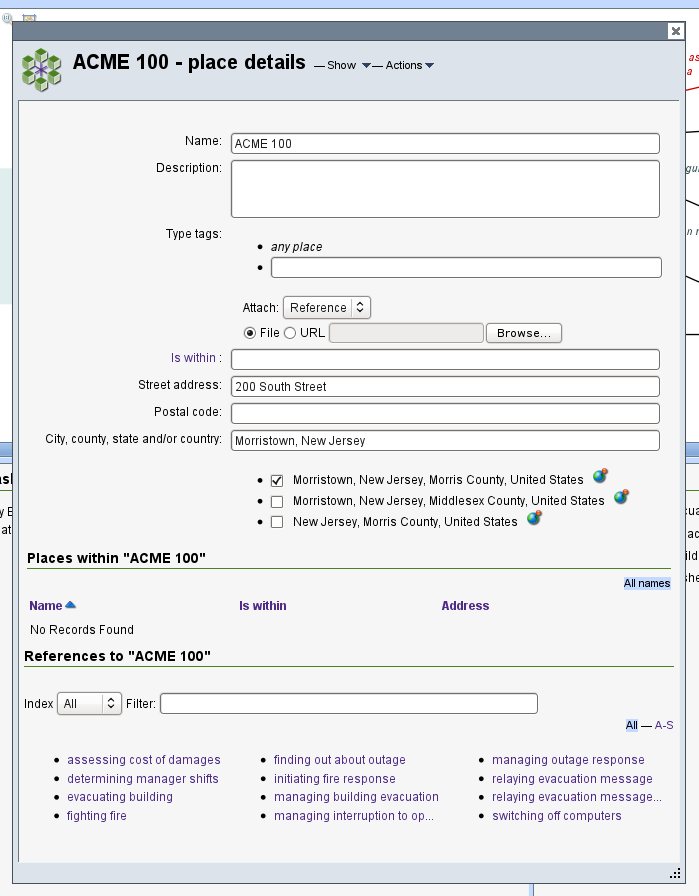 ACME 100 - place details — Show — Actions
Name: ACME 100
Description:
Type tags:
any place
Attach: Reference
File URL Browse...
Is within :
Street address: 200 South Street
Postal code:
City, county, state and/or country: Morristown, New Jersey
Morristown, New Jersey, Morris County, United States
Morristown, New Jersey, Middlesex County, United States
New Jersey, Morris County, United States
Places within "ACME 100"
All names
Name Is within Address
No Records Found
References to "ACME 100"
Index All Filter:
All — A-S
assessing cost of damages finding out about outage managing outage response
determining manager shifts initiating fire response relaying evacuation message
evacuating building managing building evacuation relaying evacuation message...
fighting fire managing interruption to op... switching off computers